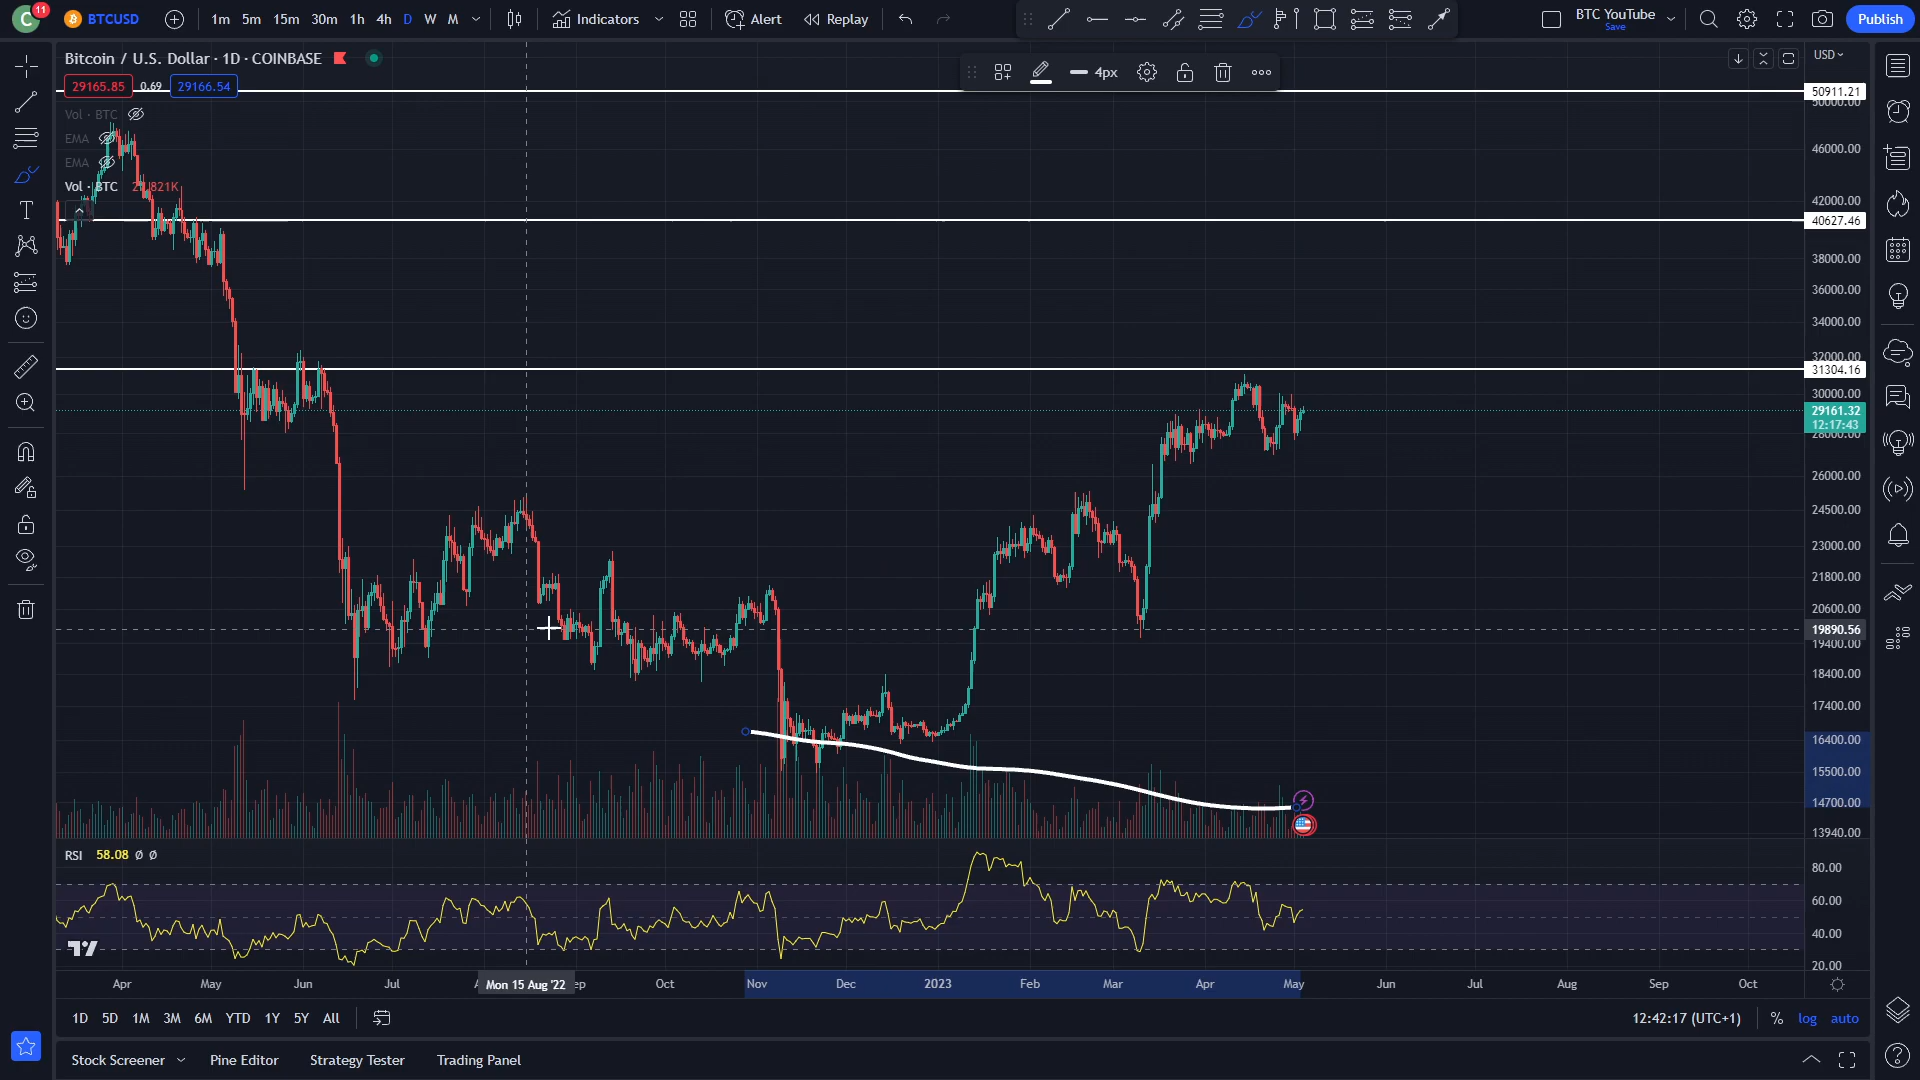 C 11 BTCUSD 1m 5m 15m 30m 1h 4h D W M Indicators Alert Replay BTC YouTube Save Publish
Bitcoin / U.S. Dollar · 1D · COINBASE
4px
USD
29165.85 0.69 29166.54
50911.21
50000.00
Vol · BTC
EMA
46000.00
EMA
Vol · BTC
42000.00
40627.46
38000.00
36000.00
34000.00
32000.00
31304.16
30000.00
29161.32
12:17:43
28000.00
26000.00
24500.00
23000.00
21800.00
20600.00
19890.56
19400.00
18400.00
17400.00
16400.00
15500.00
14700.00
13940.00
RSI 58.08 Ø Ø
80.00
60.00
40.00
20.00
Apr May Jun Jul Mon 15 Aug '22 Oct Nov Dec 2023 Feb Mar Apr May Jun Jul Aug Sep Oct
1D 5D 1M 3M 6M YTD 1Y 5Y All 12:42:17 (UTC+1) % log auto
Stock Screener Pine Editor Strategy Tester Trading Panel